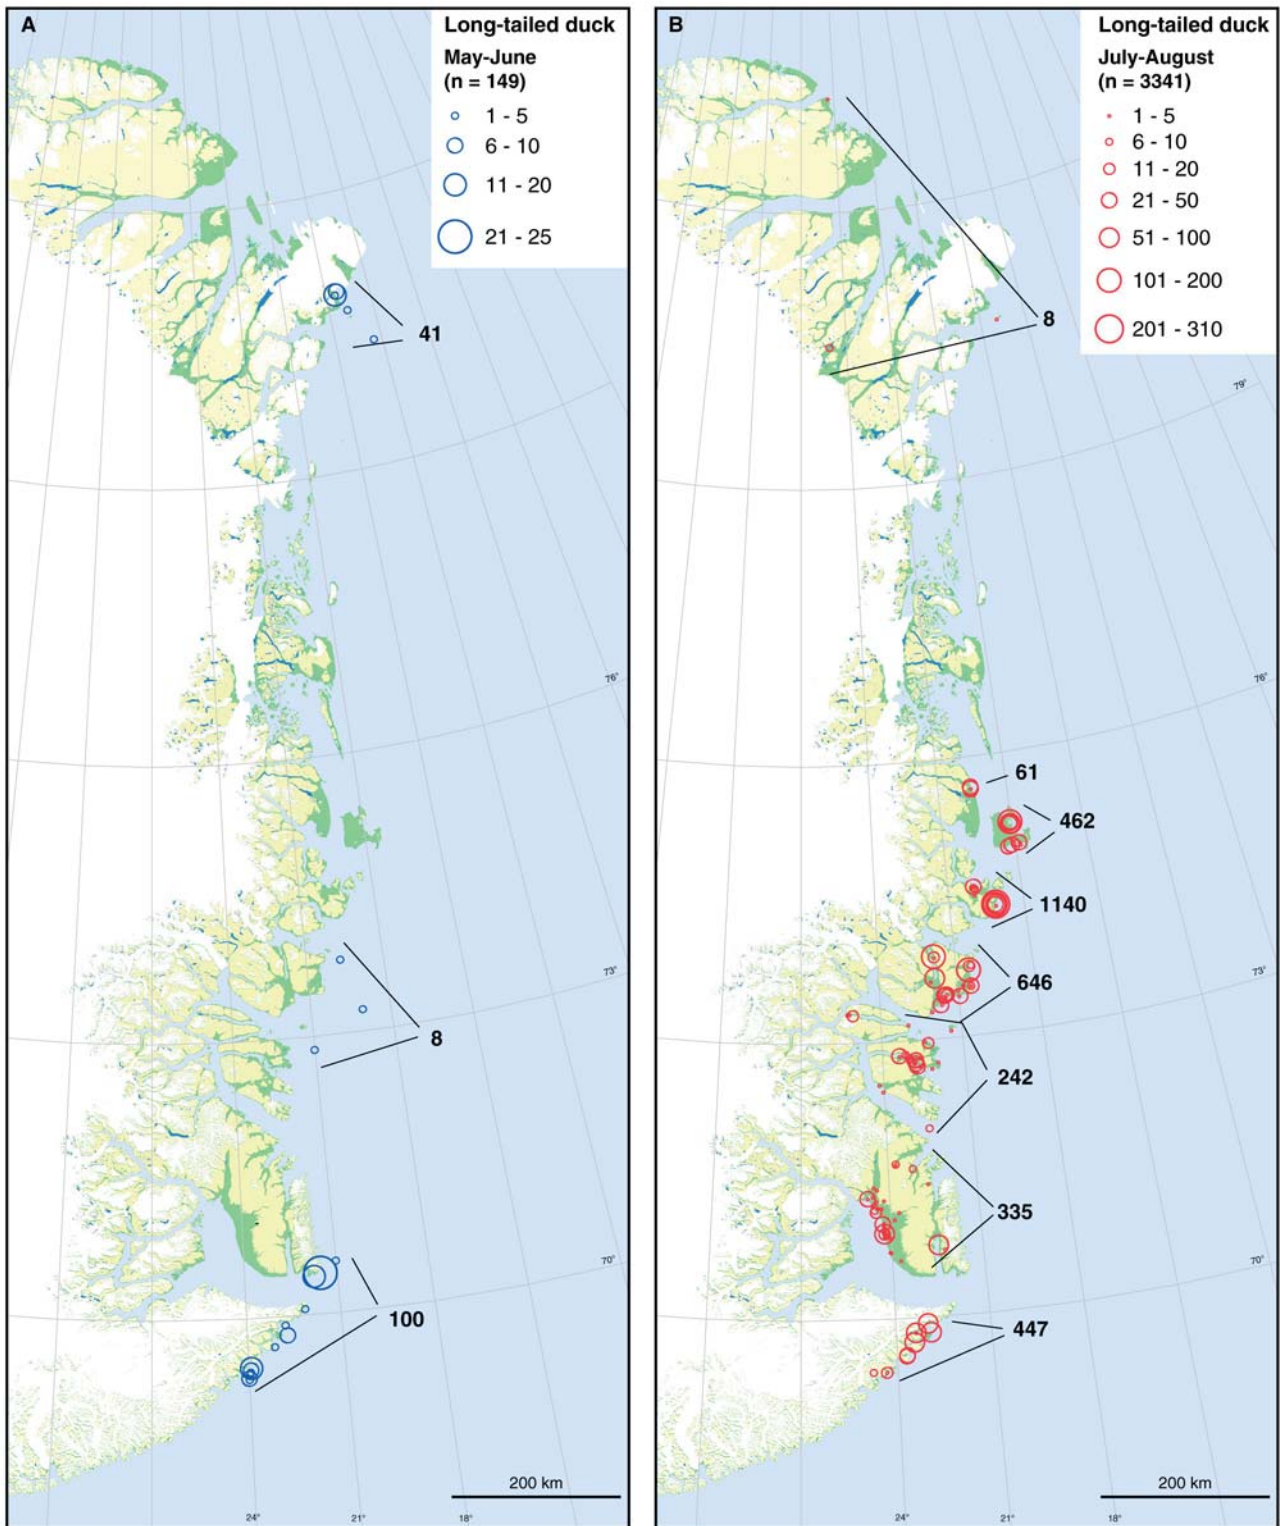 A
Long-tailed duck
May-June
(n = 149)
1 - 5
6 - 10
11 - 20
21 - 25
41
76°
73°
8
70°
100
200 km
24°
21°
18°
B
Long-tailed duck
July-August
(n = 3341)
1 - 5
6 - 10
11 - 20
21 - 50
51 - 100
101 - 200
201 - 310
8
79°
76°
61
462
1140
73°
646
242
335
70°
447
200 km
24°
21°
18°